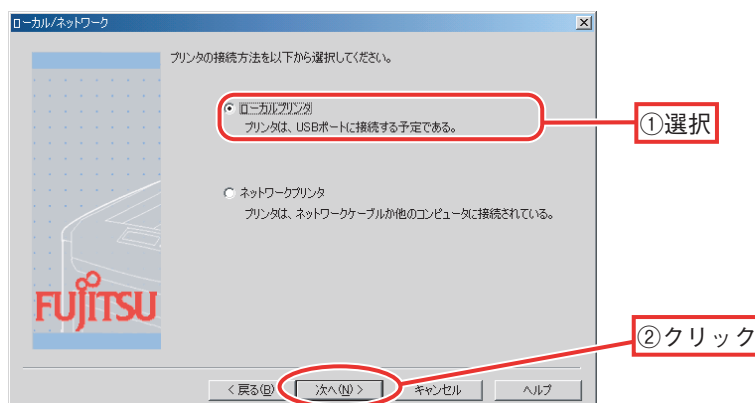 ローカル/ネットワーク
プリンタの接続方法を以下から選択してください。
ローカルプリンタ
プリンタは、USBポートに接続する予定である。
①選択
ネットワークプリンタ
プリンタは、ネットワークケーブルか他のコンピュータに接続されている。
FUJITSU
②クリック
< 戻る(B) 次へ(N) > キャンセル ヘルプ